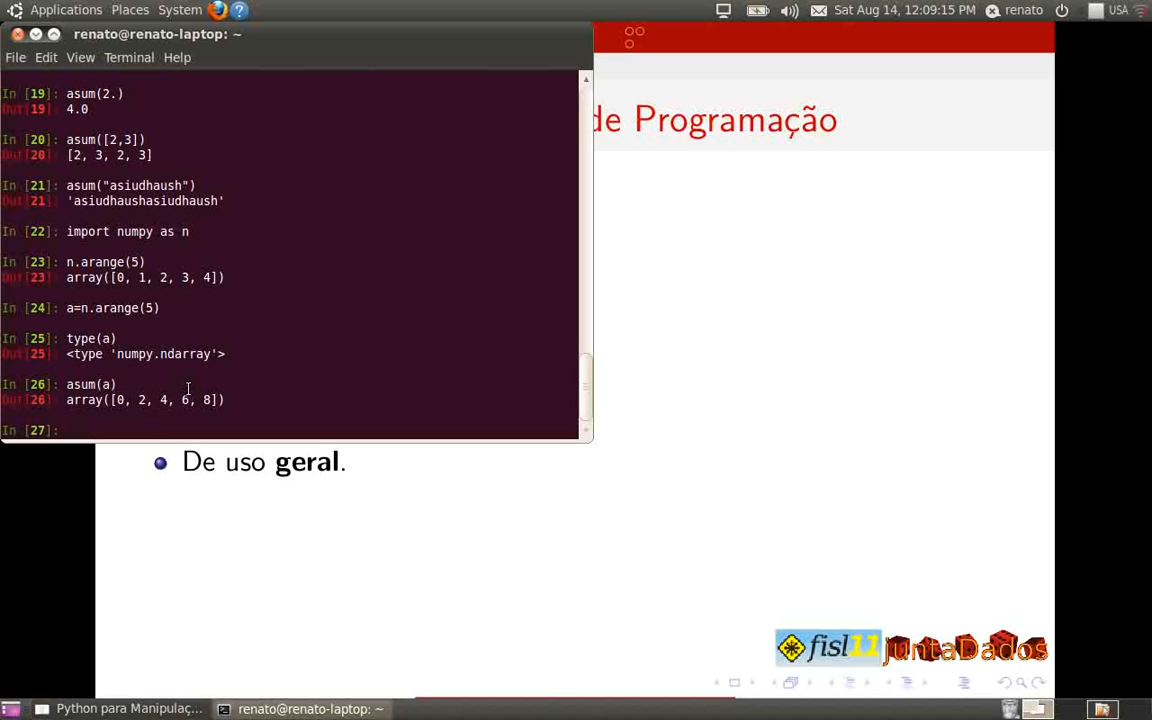 Applications Places System
Sat Aug 14, 12:09:15 PM
renato
USA
renato@renato-laptop: ~
File Edit View Terminal Help
In [19]: asum(2.)
Out[19]: 4.0
In [20]: asum([2,3])
Out[20]: [2, 3, 2, 3]
In [21]: asum("asiudhaush")
Out[21]: 'asiudhaushasiudhaush'
In [22]: import numpy as n
In [23]: n.arange(5)
Out[23]: array([0, 1, 2, 3, 4])
In [24]: a=n.arange(5)
In [25]: type(a)
Out[25]: <type 'numpy.ndarray'>
In [26]: asum(a)
Out[26]: array([0, 2, 4, 6, 8])
In [27]:
de Programação
De uso geral.
fisl11
juntaDados
Python para Manipulaç...
renato@renato-laptop: ~